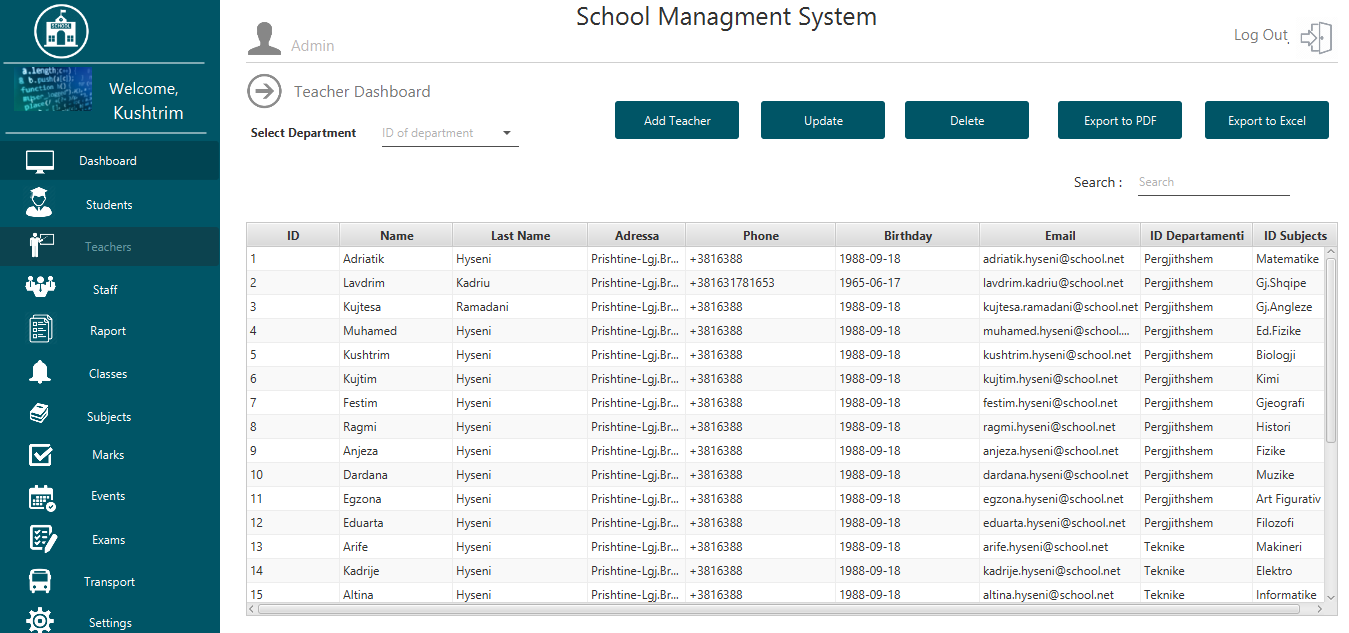 School Managment System
SCHOOL
Admin
Log Out
a.length;c++)
& b.push(a[c]);
function h()
Welcome,
Kushtrim
Teacher Dashboard
Select Department ID of department
Add Teacher Update Delete Export to PDF Export to Excel
Search : Search
Dashboard
Students
Teachers
Staff
Raport
Classes
Subjects
Marks
Events
Exams
Transport
Settings
ID Name Last Name Adressa Phone Birthday Email ID Departamenti ID Subjects
1 Adriatik Hyseni Prishtine-Lgj.Br... +3816388 1988-09-18 adriatik.hyseni@school.net Pergjithshem Matematike
2 Lavdrim Kadriu Prishtine-Lgj.Br... +381631781653 1965-06-17 lavdrim.kadriu@school.net Pergjithshem Gj.Shqipe
3 Kujtesa Ramadani Prishtine-Lgj.Br... +3816388 1988-09-18 kujtesa.ramadani@school.net Pergjithshem Gj.Angleze
4 Muhamed Hyseni Prishtine-Lgj.Br... +3816388 1988-09-18 muhamed.hyseni@school.... Pergjithshem Ed.Fizike
5 Kushtrim Hyseni Prishtine-Lgj.Br... +3816388 1988-09-18 kushtrim.hyseni@school.net Pergjithshem Biologji
6 Kujtim Hyseni Prishtine-Lgj.Br... +3816388 1988-09-18 kujtim.hyseni@school.net Pergjithshem Kimi
7 Festim Hyseni Prishtine-Lgj.Br... +3816388 1988-09-18 festim.hyseni@school.net Pergjithshem Gjeografi
8 Ragmi Hyseni Prishtine-Lgj.Br... +3816388 1988-09-18 ragmi.hyseni@school.net Pergjithshem Histori
9 Anjeza Hyseni Prishtine-Lgj.Br... +3816388 1988-09-18 anjeza.hyseni@school.net Pergjithshem Fizike
10 Dardana Hyseni Prishtine-Lgj.Br... +3816388 1988-09-18 dardana.hyseni@school.net Pergjithshem Muzike
11 Egzona Hyseni Prishtine-Lgj.Br... +3816388 1988-09-18 egzona.hyseni@school.net Pergjithshem Art Figurativ
12 Eduarta Hyseni Prishtine-Lgj.Br... +3816388 1988-09-18 eduarta.hyseni@school.net Pergjithshem Filozofi
13 Arife Hyseni Prishtine-Lgj.Br... +3816388 1988-09-18 arife.hyseni@school.net Teknike Makineri
14 Kadrije Hyseni Prishtine-Lgj.Br... +3816388 1988-09-18 kadrije.hyseni@school.net Teknike Elektro
15 Altina Hyseni Prishtine-Lgj.Br... +3816388 1988-09-18 altina.hyseni@school.net Teknike Informatike